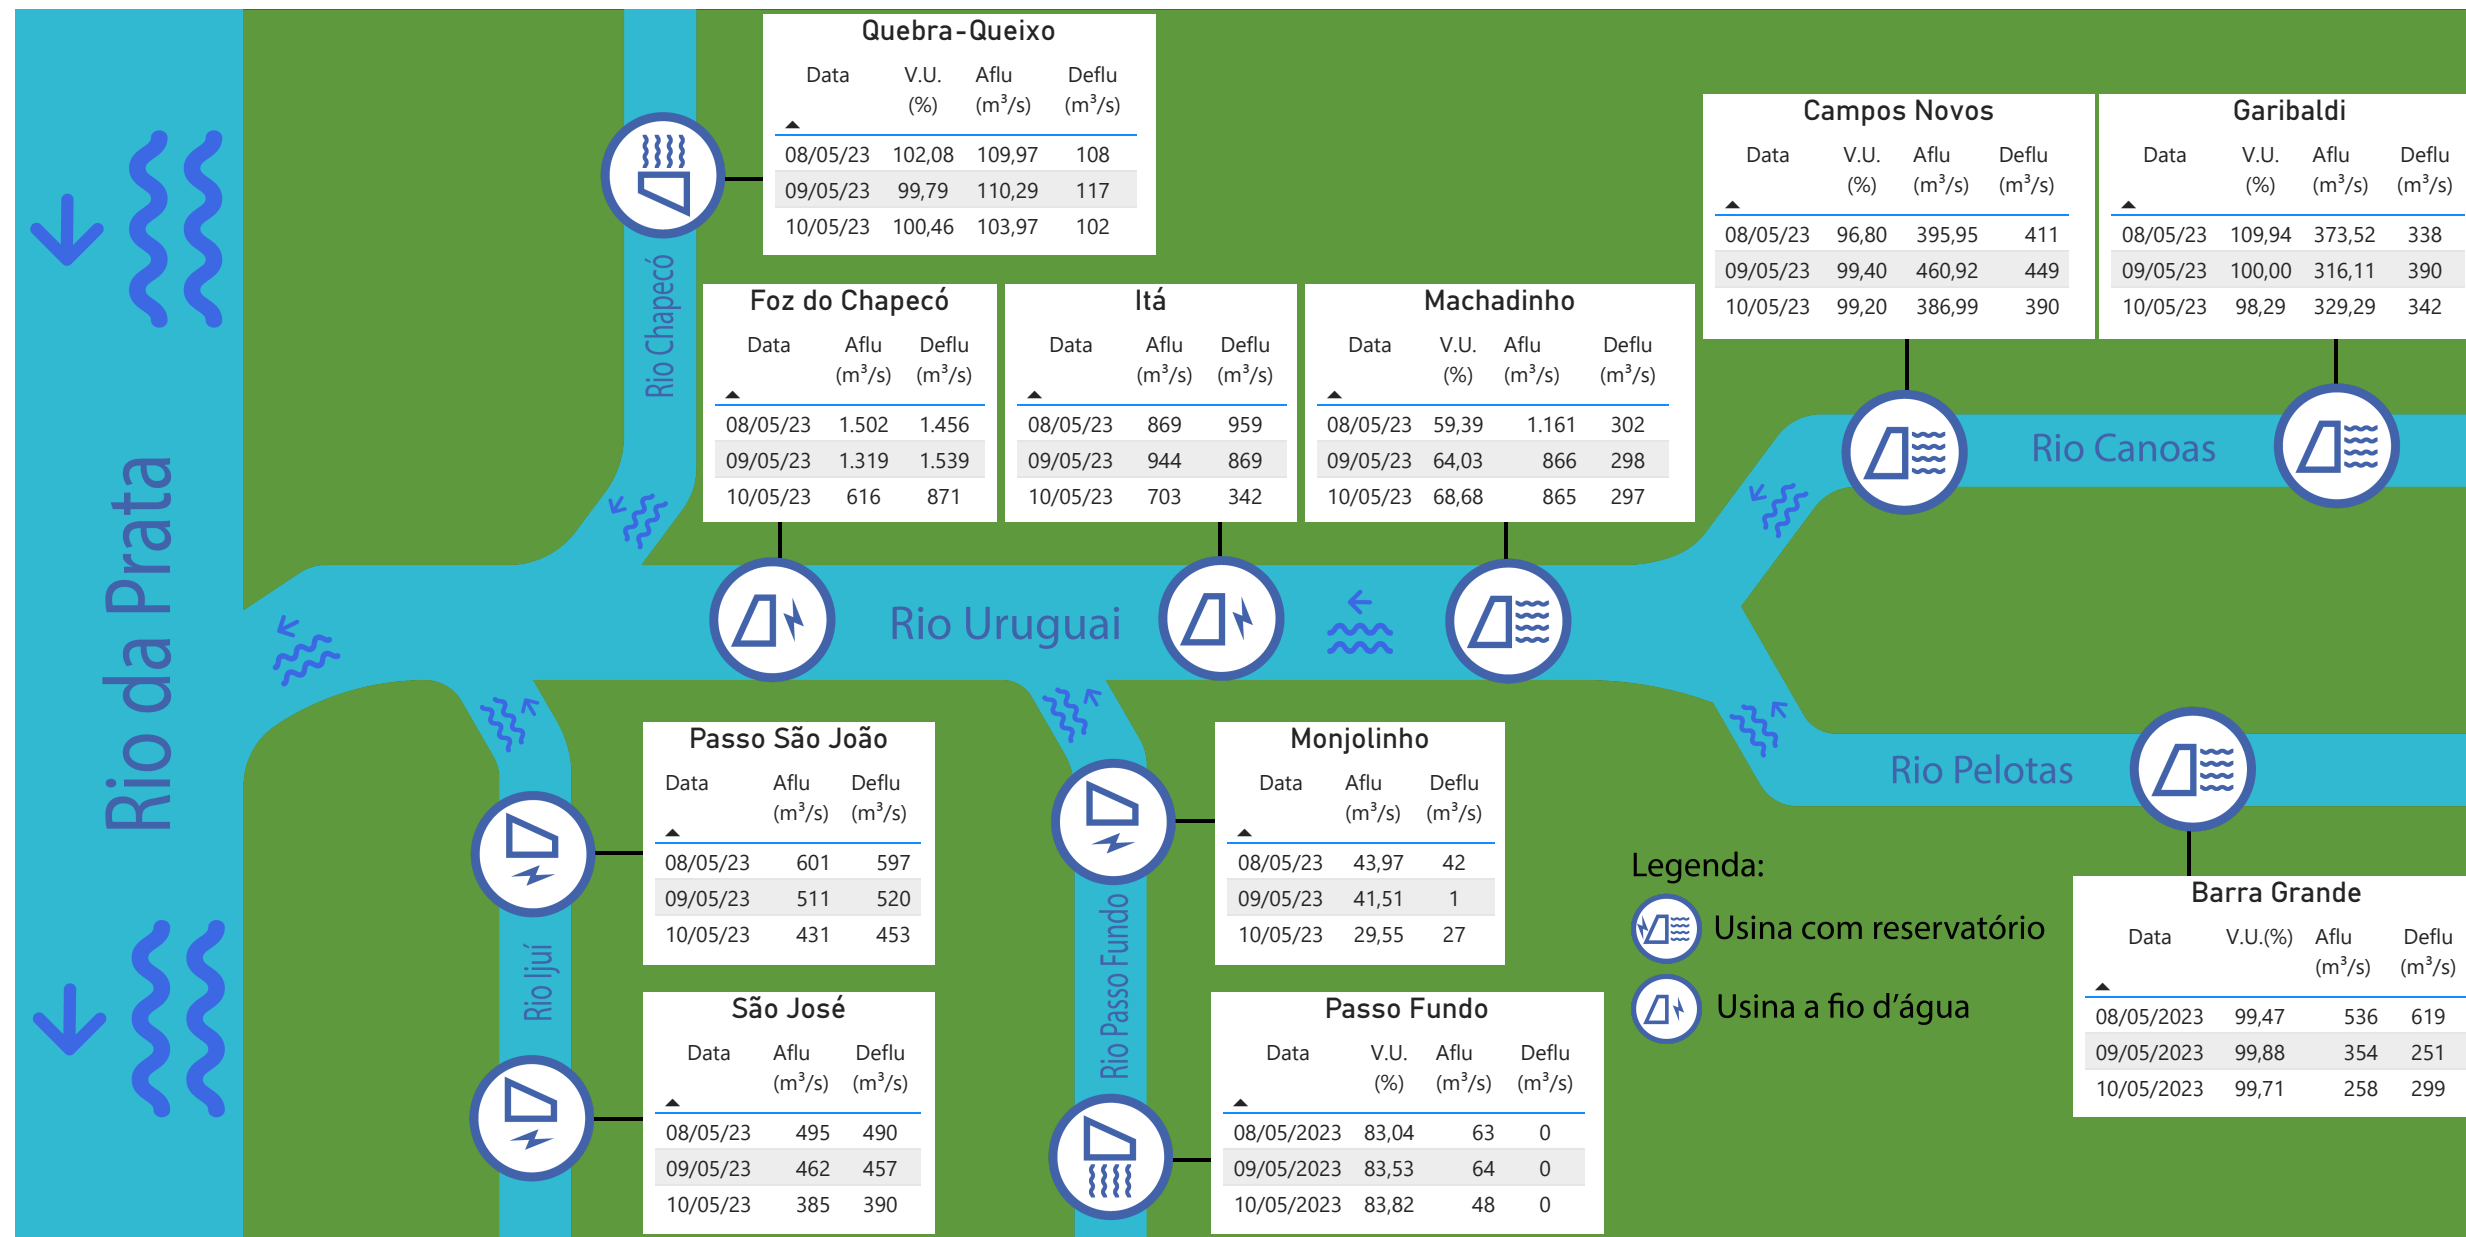 Quebra-Queixo
Data V.U. Aflu Deflu
(%) (m³/s) (m³/s)
08/05/23 102,08 109,97 108
09/05/23 99,79 110,29 117
10/05/23 100,46 103,97 102
Campos Novos
Data V.U. Aflu Deflu
(%) (m³/s) (m³/s)
08/05/23 96,80 395,95 411
09/05/23 99,40 460,92 449
10/05/23 99,20 386,99 390
Garibaldi
Data V.U. Aflu Deflu
(%) (m³/s) (m³/s)
08/05/23 109,94 373,52 338
09/05/23 100,00 316,11 390
10/05/23 98,29 329,29 342
Rio Chapecó
Foz do Chapecó
Data Aflu Deflu
(m³/s) (m³/s)
08/05/23 1.502 1.456
09/05/23 1.319 1.539
10/05/23 616 871
Itá
Data Aflu Deflu
(m³/s) (m³/s)
08/05/23 869 959
09/05/23 944 869
10/05/23 703 342
Machadinho
Data V.U. Aflu Deflu
(%) (m³/s) (m³/s)
08/05/23 59,39 1.161 302
09/05/23 64,03 866 298
10/05/23 68,68 865 297
Rio Canoas
Rio da Prata
Rio Uruguai
Rio Pelotas
Passo São João
Data Aflu Deflu
(m³/s) (m³/s)
08/05/23 601 597
09/05/23 511 520
10/05/23 431 453
Monjolinho
Data Aflu Deflu
(m³/s) (m³/s)
08/05/23 43,97 42
09/05/23 41,51 1
10/05/23 29,55 27
Rio Ijuí
Rio Passo Fundo
Legenda:
Usina com reservatório
Usina a fio d’água
Barra Grande
Data V.U.(%) Aflu Deflu
(m³/s) (m³/s)
08/05/2023 99,47 536 619
09/05/2023 99,88 354 251
10/05/2023 99,71 258 299
São José
Data Aflu Deflu
(m³/s) (m³/s)
08/05/23 495 490
09/05/23 462 457
10/05/23 385 390
Passo Fundo
Data V.U. Aflu Deflu
(%) (m³/s) (m³/s)
08/05/2023 83,04 63 0
09/05/2023 83,53 64 0
10/05/2023 83,82 48 0